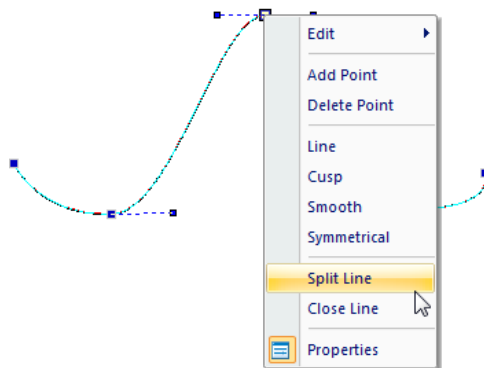 Edit
Add Point
Delete Point
Line
Cusp
Smooth
Symmetrical
Split Line
Close Line
Properties